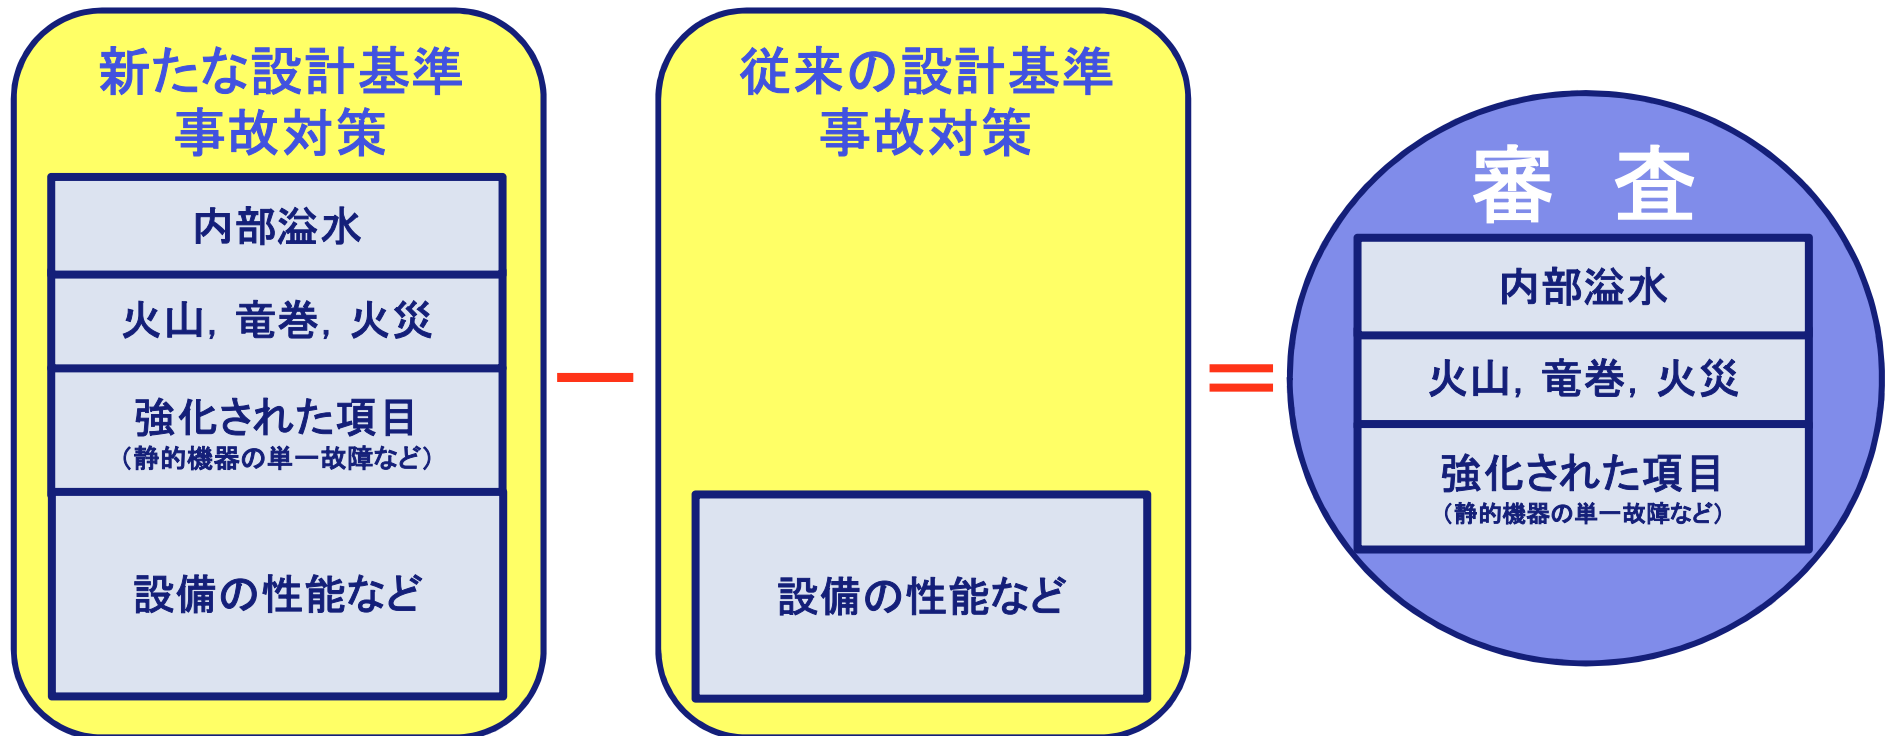 新たな設計基準
事故対策
内部溢水
火山，竜巻，火災
強化された項目
（静的機器の単一故障など）
設備の性能など
－
従来の設計基準
事故対策
設備の性能など
＝
審　査
内部溢水
火山，竜巻，火災
強化された項目
（静的機器の単一故障など）